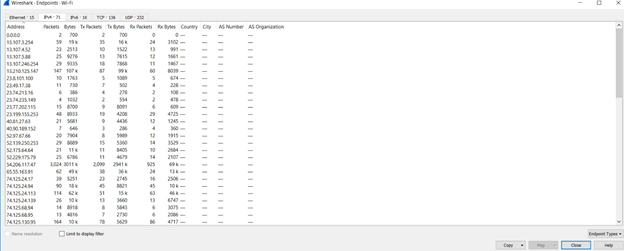 Wireshark · Endpoints · Wi-Fi
Ethernet · 15 IPv4 · 71 IPv6 · 16 TCP · 136 UDP · 232
Address Packets Bytes Tx Packets Tx Bytes Rx Packets Rx Bytes Country City AS Number AS Organization
0.0.0.0 2 700 2 700 0 0 — — — —
13.107.3.254 59 19 k 35 16 k 24 3102 — — — —
13.107.4.52 23 2513 10 1522 13 991 — — — —
13.107.5.88 25 9276 13 7615 12 1661 — — — —
13.107.246.254 29 9335 18 7868 11 1467 — — — —
13.210.125.147 147 107 k 87 99 k 60 8039 — — — —
23.8.101.100 10 1763 5 1089 5 674 — — — —
23.49.17.38 11 730 7 502 4 228 — — — —
23.74.213.16 6 386 4 278 2 108 — — — —
23.74.235.149 4 1032 2 554 2 478 — — — —
23.77.202.115 15 8700 9 8091 6 609 — — — —
23.199.155.253 48 8933 19 4208 29 4725 — — — —
40.81.27.63 21 5681 9 4436 12 1245 — — — —
40.90.189.152 7 646 3 286 4 360 — — — —
52.97.67.66 20 7904 8 5989 12 1915 — — — —
52.139.250.253 29 8889 15 5360 14 3529 — — — —
52.175.64.64 21 11 k 11 8405 10 2684 — — — —
52.229.175.79 25 6786 11 4679 14 2107 — — — —
54.206.117.47 3,024 3011 k 2,099 2941 k 925 69 k — — — —
65.55.163.91 62 49 k 38 36 k 24 13 k — — — —
74.125.24.17 39 5251 23 2745 16 2506 — — — —
74.125.24.94 90 18 k 45 8821 45 10 k — — — —
74.125.24.113 114 62 k 51 15 k 63 46 k — — — —
74.125.24.139 26 10 k 13 3660 13 6747 — — — —
74.125.68.94 14 8918 8 5843 6 3075 — — — —
74.125.68.95 13 4816 7 2730 6 2086 — — — —
74.125.130.95 164 10 k 78 5629 86 4717 — — — —
Name resolution Limit to display filter Endpoint Types
Copy Map Close Help